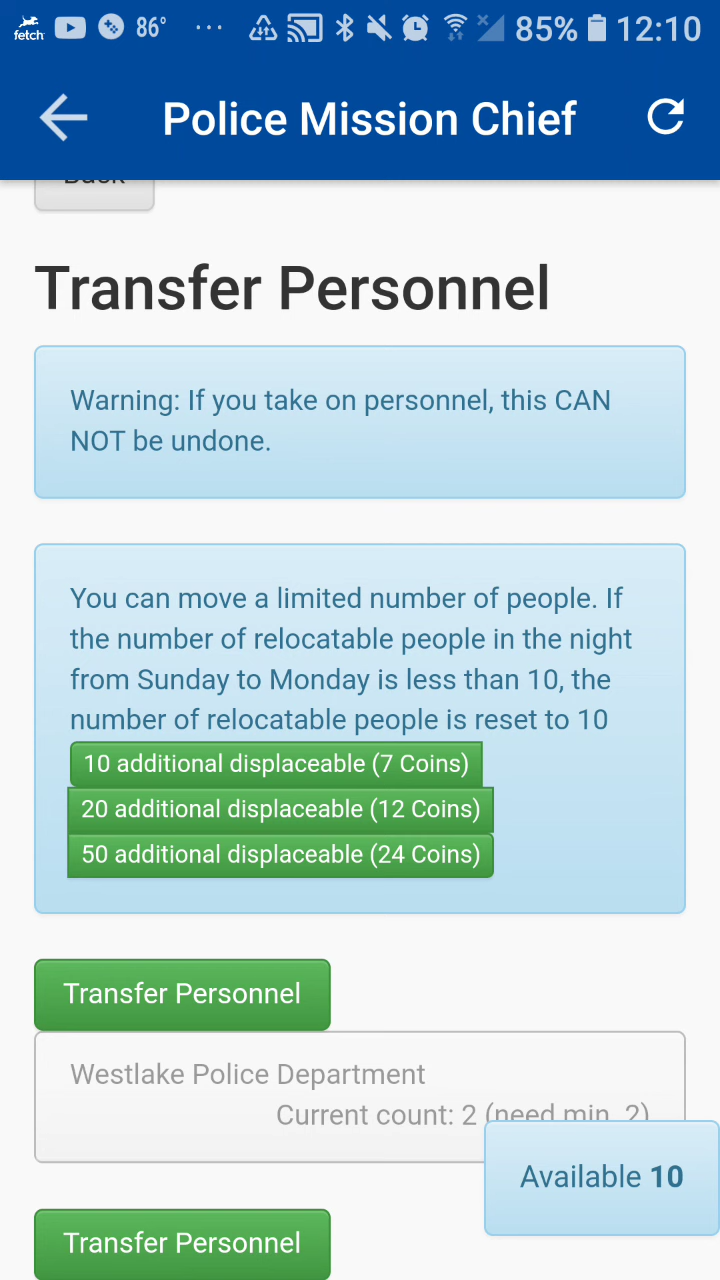 fetch 86° ... 85% 12:10
Police Mission Chief
Back
Transfer Personnel
Warning: If you take on personnel, this CAN
NOT be undone.
You can move a limited number of people. If
the number of relocatable people in the night
from Sunday to Monday is less than 10, the
number of relocatable people is reset to 10
10 additional displaceable (7 Coins)
20 additional displaceable (12 Coins)
50 additional displaceable (24 Coins)
Transfer Personnel
Westlake Police Department
Current count: 2 (need min. 2)
Available 10
Transfer Personnel